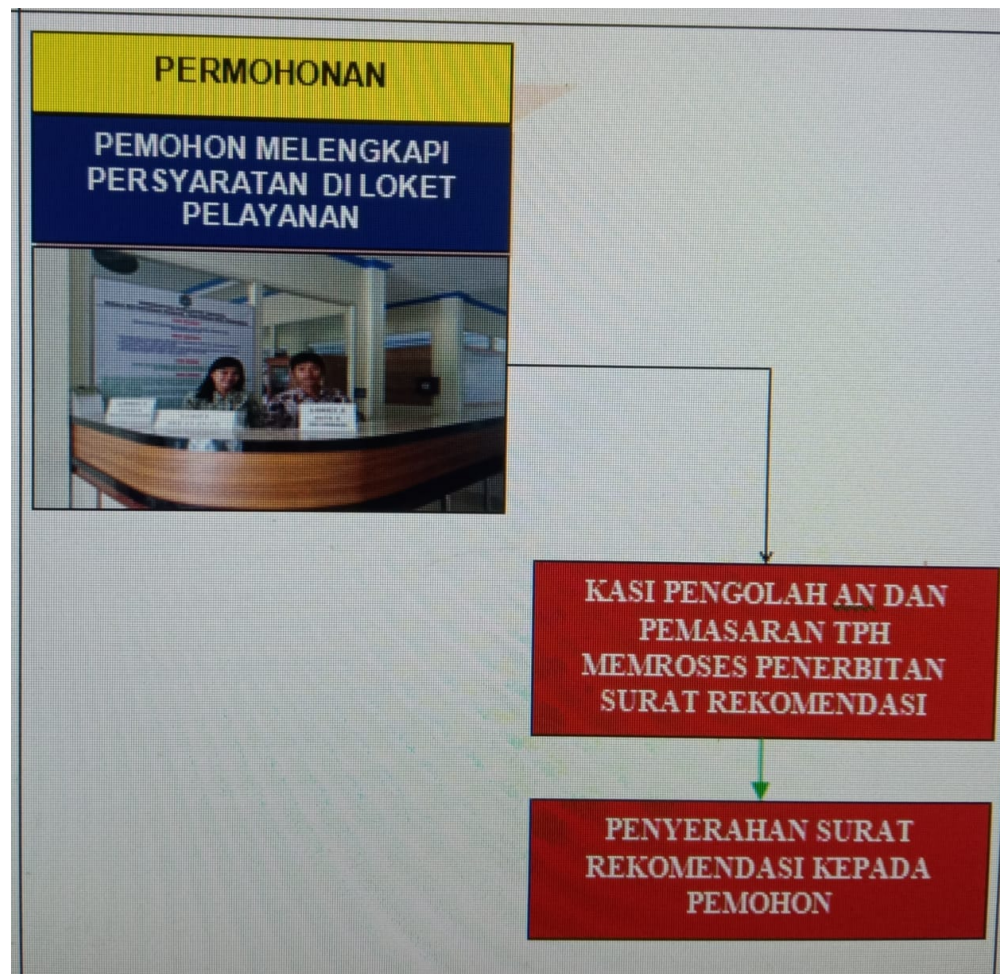 PERMOHONAN
PEMOHON MELENGKAPI
PERSYARATAN DI LOKET
PELAYANAN
KASI PENGOLAH AN DAN
PEMASARAN TPH
MEMROSES PENERBITAN
SURAT REKOMENDASI
PENYERAHAN SURAT
REKOMENDASI KEPADA
PEMOHON